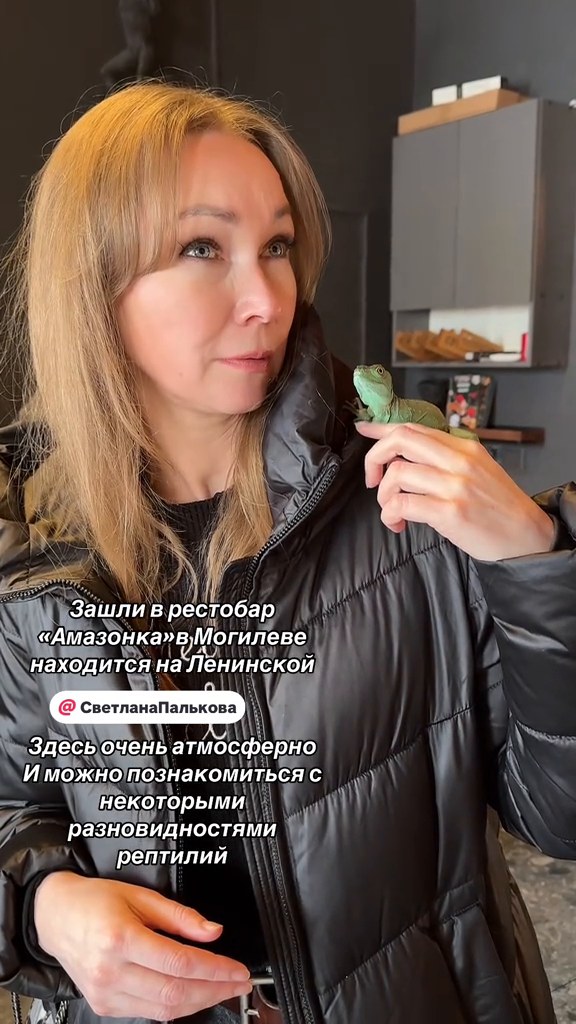 Зашли в рестобар
«Амазонка»в Могилеве
находится на Ленинской
@ СветланаПалькова
Здесь очень атмосферно
И можно познакомиться с
некоторыми
разновидностями
рептилий